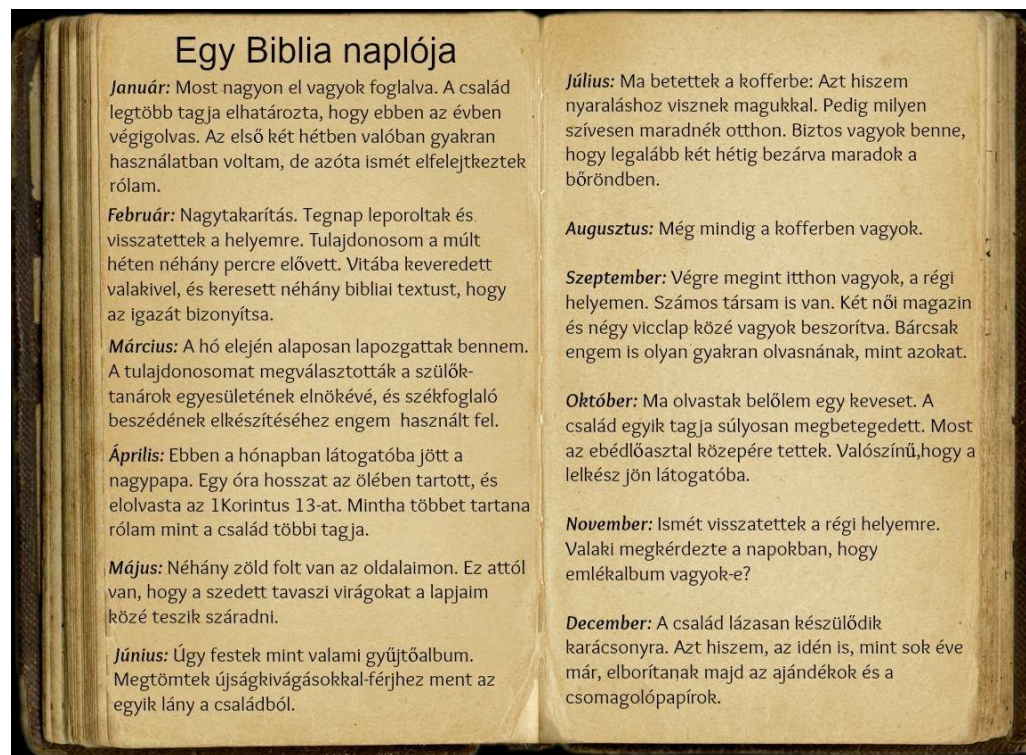 Egy Biblia naplója
Január: Most nagyon el vagyok foglalva. A család
legtöbb tagja elhatározta, hogy ebben az évben
végigolvas. Az első két hétben valóban gyakran
használatban voltam, de azóta ismét elfelejtkeztek
rólam.
Február: Nagytakarítás. Tegnap leporoltak és
visszatettek a helyemre. Tulajdonosom a múlt
héten néhány percre elővett. Vitába keveredett
valakivel, és keresett néhány bibliai textust, hogy
az igazát bizonyítsa.
Március: A hó elején alaposan lapozgattak bennem.
A tulajdonosomat megválasztották a szülők-
tanárok egyesületének elnökévé, és székfoglaló
beszédének elkészítéséhez engem használt fel.
Április: Ebben a hónapban látogatóba jött a
nagypapa. Egy óra hosszat az ölében tartott, és
elolvasta az 1Korintus 13-at. Mintha többet tartana
rólam mint a család többi tagja.
Május: Néhány zöld folt van az oldalaimon. Ez attól
van, hogy a szedett tavaszi virágokat a lapjaim
közé teszik száradni.
Június: Úgy festek mint valami gyűjtőalbum.
Megtömtek újságkivágásokkal-férjhez ment az
egyik lány a családból.
Július: Ma betettek a kofferbe: Azt hiszem
nyaraláshoz visznek magukkal. Pedig milyen
szívesen maradnék otthon. Biztos vagyok benne,
hogy legalább két hétig bezárva maradok a
bőröndben.
Augusztus: Még mindig a kofferben vagyok.
Szeptember: Végre megint itthon vagyok, a régi
helyemen. Számos társam is van. Két női magazin
és négy vicclap közé vagyok beszorítva. Bárcsak
engem is olyan gyakran olvasnának, mint azokat.
Október: Ma olvastak belőlem egy keveset. A
család egyik tagja súlyosan megbetegedett. Most
az ebédlőasztal közepére tettek. Valószínű,hogy a
lelkész jön látogatóba.
November: Ismét visszatettek a régi helyemre.
Valaki megkérdezte a napokban, hogy
emlékalbum vagyok-e?
December: A család lázasan készülődik
karácsonyra. Azt hiszem, az idén is, mint sok éve
már, elborítanak majd az ajándékok és a
csomagolópapírok.